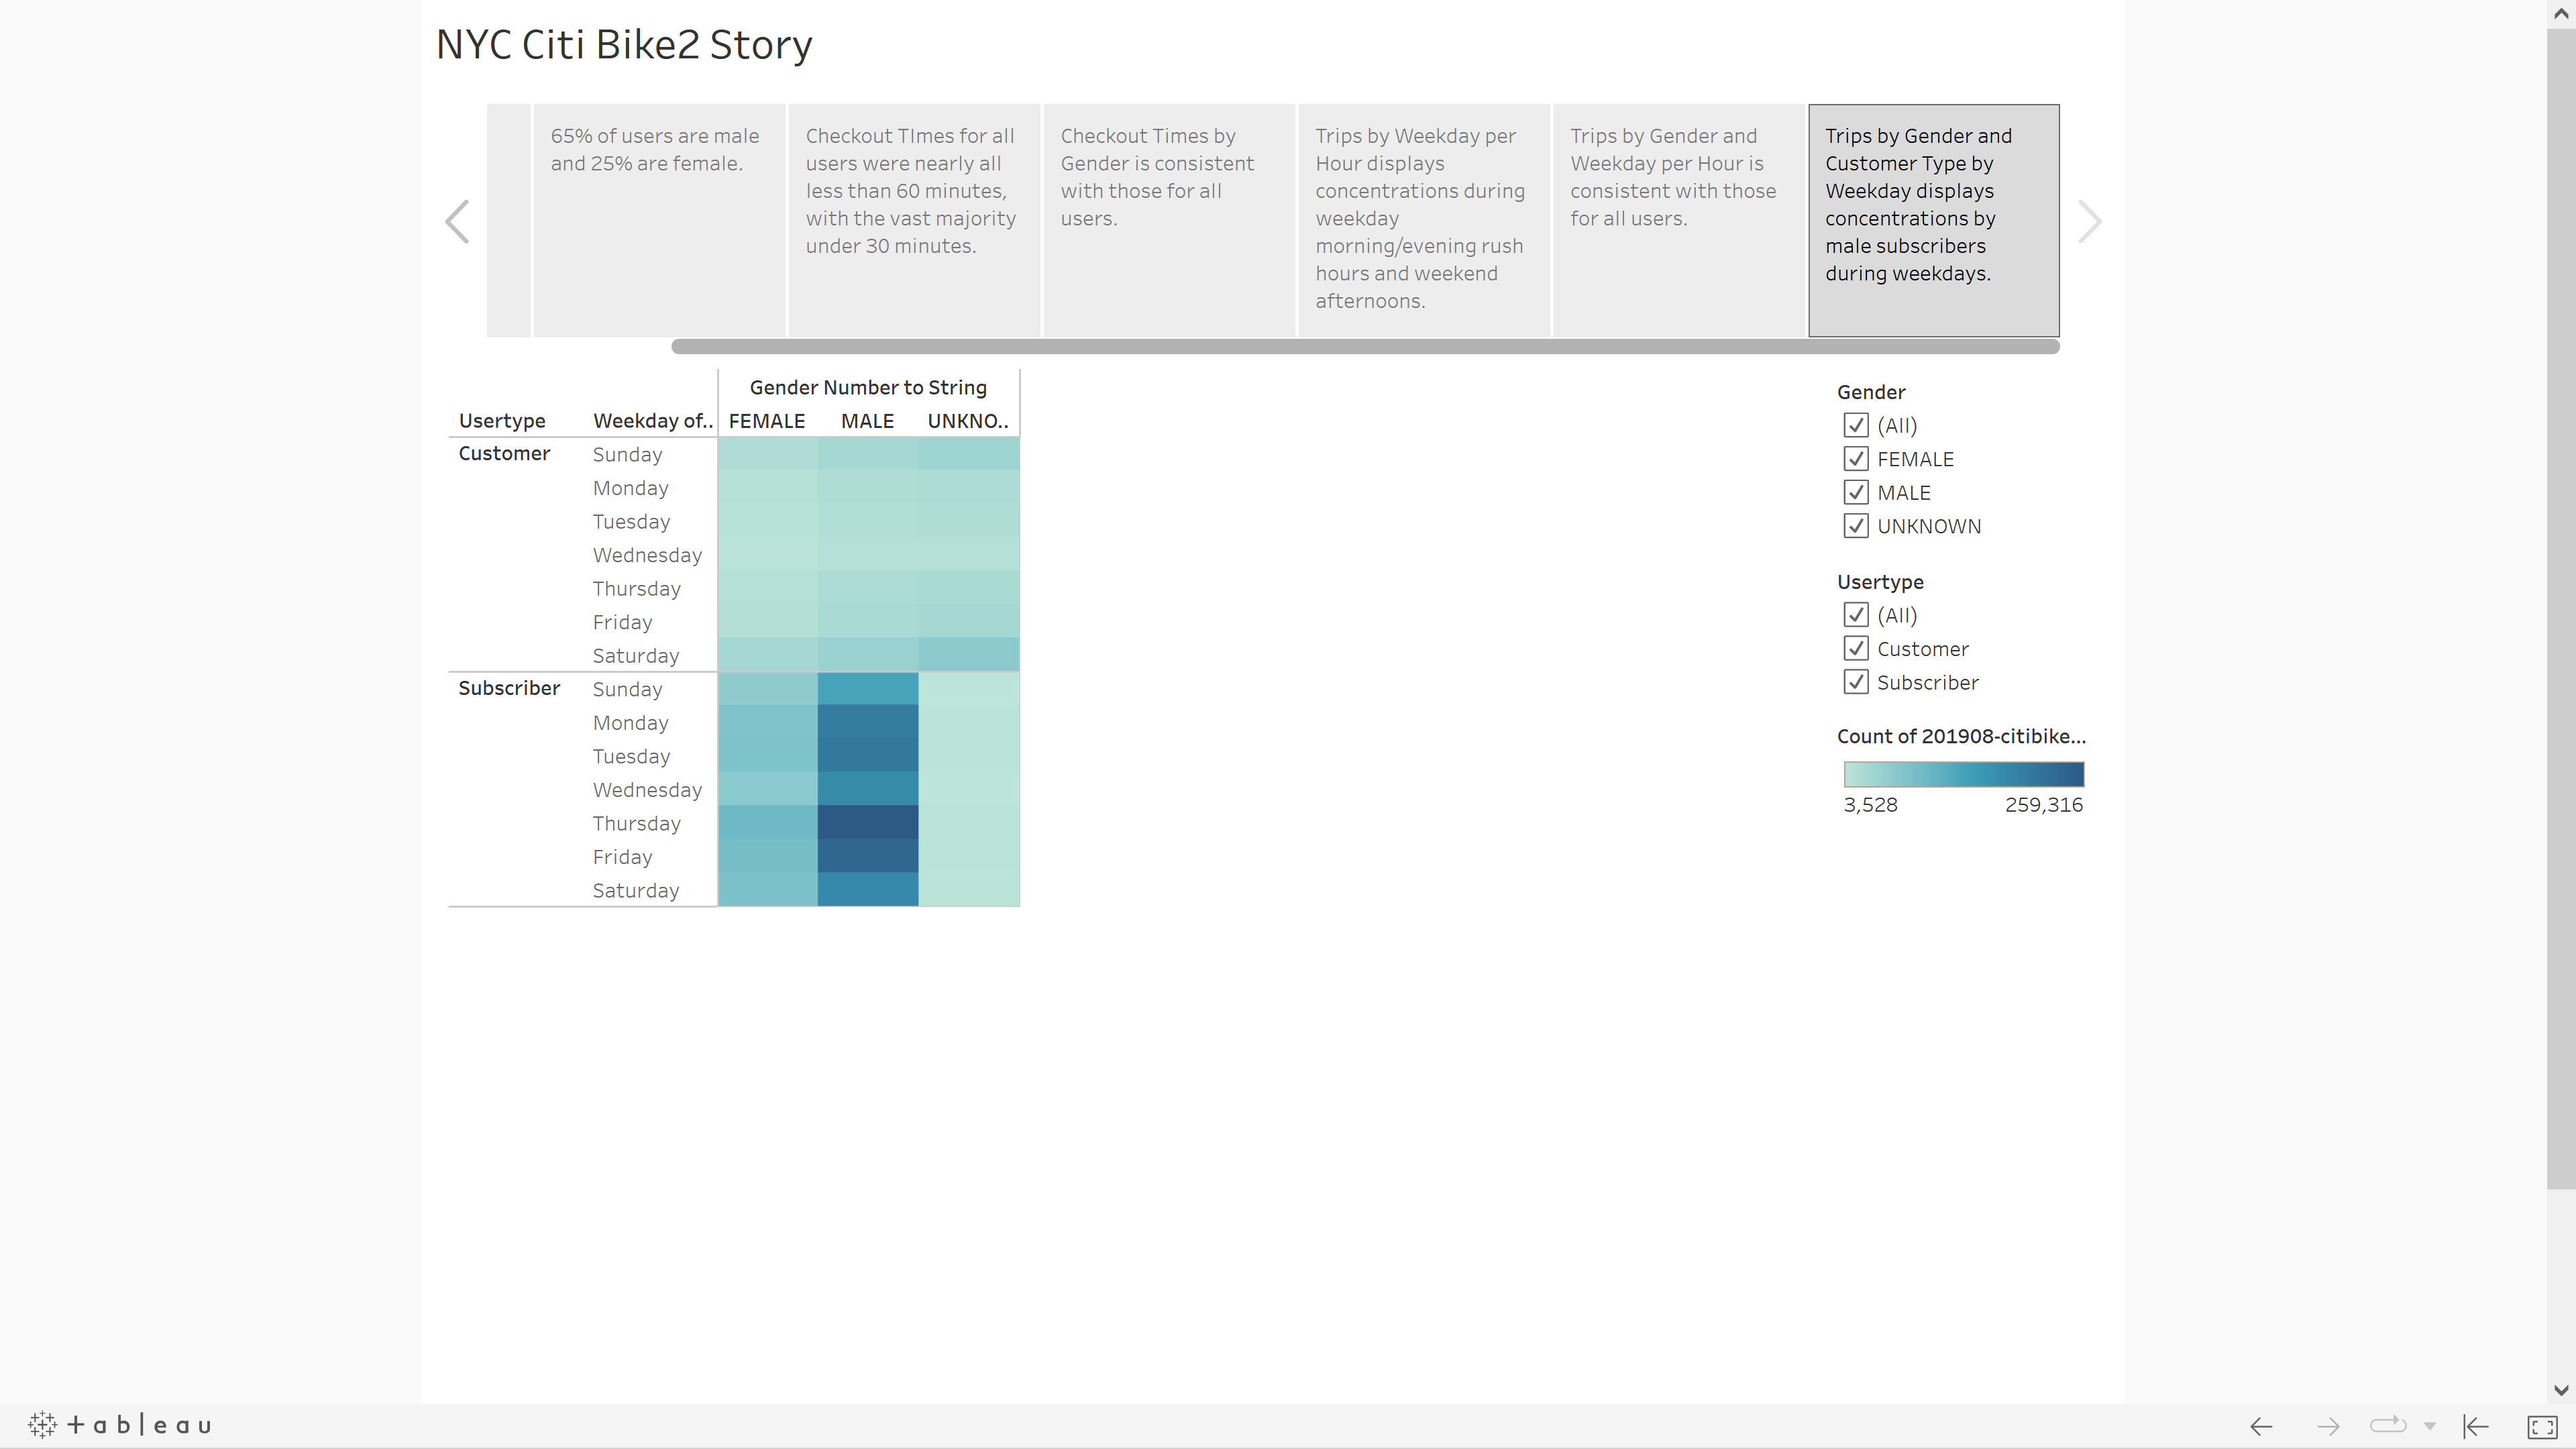 NYC Citi Bike2 Story
65% of users are male
and 25% are female.
Checkout TImes for all
users were nearly all
less than 60 minutes,
with the vast majority
under 30 minutes.
Checkout Times by
Gender is consistent
with those for all
users.
Trips by Weekday per
Hour displays
concentrations during
weekday
morning/evening rush
hours and weekend
afternoons.
Trips by Gender and
Weekday per Hour is
consistent with those
for all users.
Trips by Gender and
Customer Type by
Weekday displays
concentrations by
male subscribers
during weekdays.
Gender Number to String
Usertype Weekday of.. FEMALE MALE UNKNO..
Customer Sunday
Monday
Tuesday
Wednesday
Thursday
Friday
Saturday
Subscriber Sunday
Monday
Tuesday
Wednesday
Thursday
Friday
Saturday
Gender
(All)
FEMALE
MALE
UNKNOWN
Usertype
(All)
Customer
Subscriber
Count of 201908-citibike...
3,528 259,316
+ableau